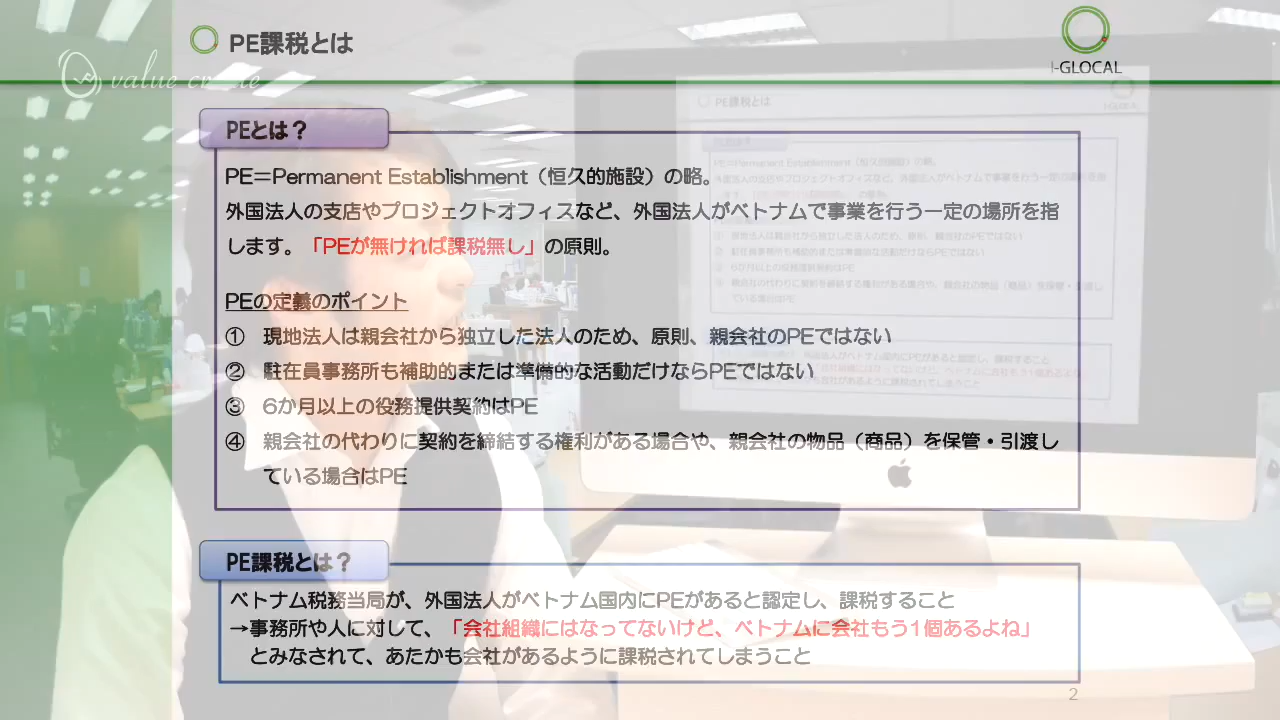 PE課税とは
I-GLOCAL
value cr
PEとは？
PE＝Permanent Establishment（恒久的施設）の略。
外国法人の支店やプロジェクトオフィスなど、外国法人がベトナムで事業を行う一定の場所を指
します。「PEが無ければ課税無し」の原則。
PEの定義のポイント
① 現地法人は親会社から独立した法人のため、原則、親会社のPEではない
② 駐在員事務所も補助的または準備的な活動だけならPEではない
③ 6か月以上の役務提供契約はPE
④ 親会社の代わりに契約を締結する権利がある場合や、親会社の物品（商品）を保管・引渡し
ている場合はPE
PE課税とは？
ベトナム税務当局が、外国法人がベトナム国内にPEがあると認定し、課税すること
→事務所や人に対して、「会社組織にはなってないけど、ベトナムに会社もう1個あるよね」
とみなされて、あたかも会社があるように課税されてしまうこと
2
PE課税とは